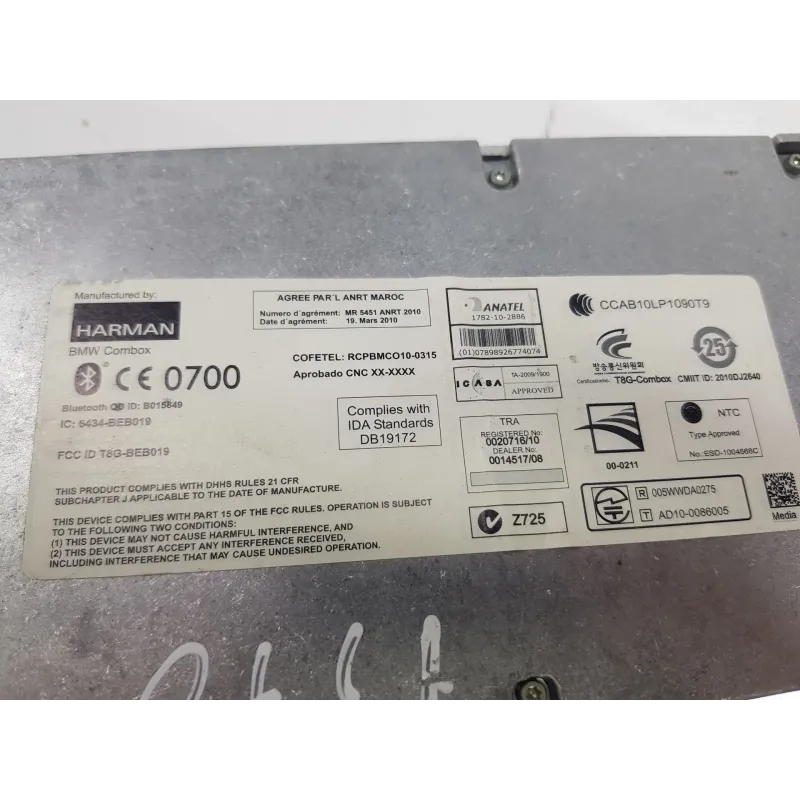 Manufactured by:
HARMAN
BMW Combox
CE 0700
Bluetooth QD ID: B015849
IC: 6434-BEB019
FCC ID T8G-BEB019
THIS PRODUCT COMPLIES WITH DHHS RULES 21 CFR
SUBCHAPTER J APPLICABLE TO THE DATE OF MANUFACTURE.
THIS DEVICE COMPLIES WITH PART 15 OF THE FCC RULES. OPERATION IS SUBJECT
TO THE FOLLOWING TWO CONDITIONS:
(1) THIS DEVICE MAY NOT CAUSE HARMFUL INTERFERENCE, AND
(2) THIS DEVICE MUST ACCEPT ANY INTERFERENCE RECEIVED,
INCLUDING INTERFERENCE THAT MAY CAUSE UNDESIRED OPERATION.
AGREE PAR'L ANRT MAROC
Numero d'agrément: MR 5451 ANRT 2010
Date d'agrément: 19. Mars 2010
COFETEL: RCPBMCO10-0315
Aprobado CNC XX-XXXX
Complies with
IDA Standards
DB19172
ANATEL
1782-10-2886
(01)07898926774074
ICASA
TA-2009/1900
APPROVED
TRA
REGISTERED No:
0020716/10
DEALER No:
0014517/08
Z725
CCAB10LP1090T9
방송통신위원회
T8G-Combox
25
CMIIT ID: 2010DJ2640
00-0211
NTC
Type Approved
No.:ESD-1004568C
R 005WWDA0275
T AD10-0086005
Media